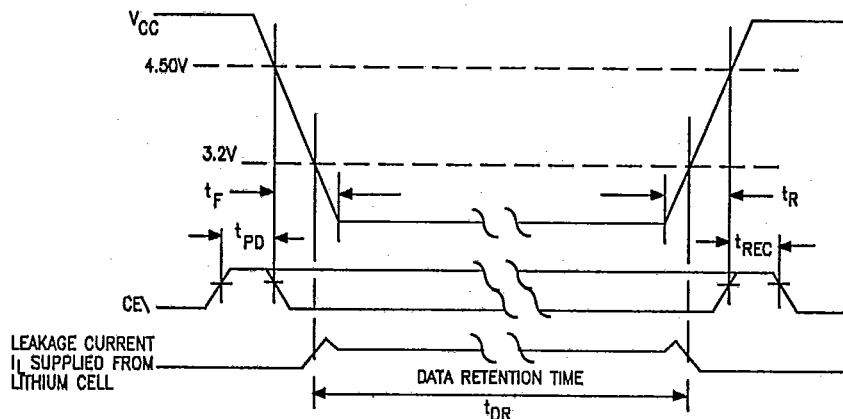 VCC
4.50V
3.2V
tF
tR
tPD
tREC
CE\
LEAKAGE CURRENT
IL SUPPLIED FROM
LITHIUM CELL
DATA RETENTION TIME
tDR